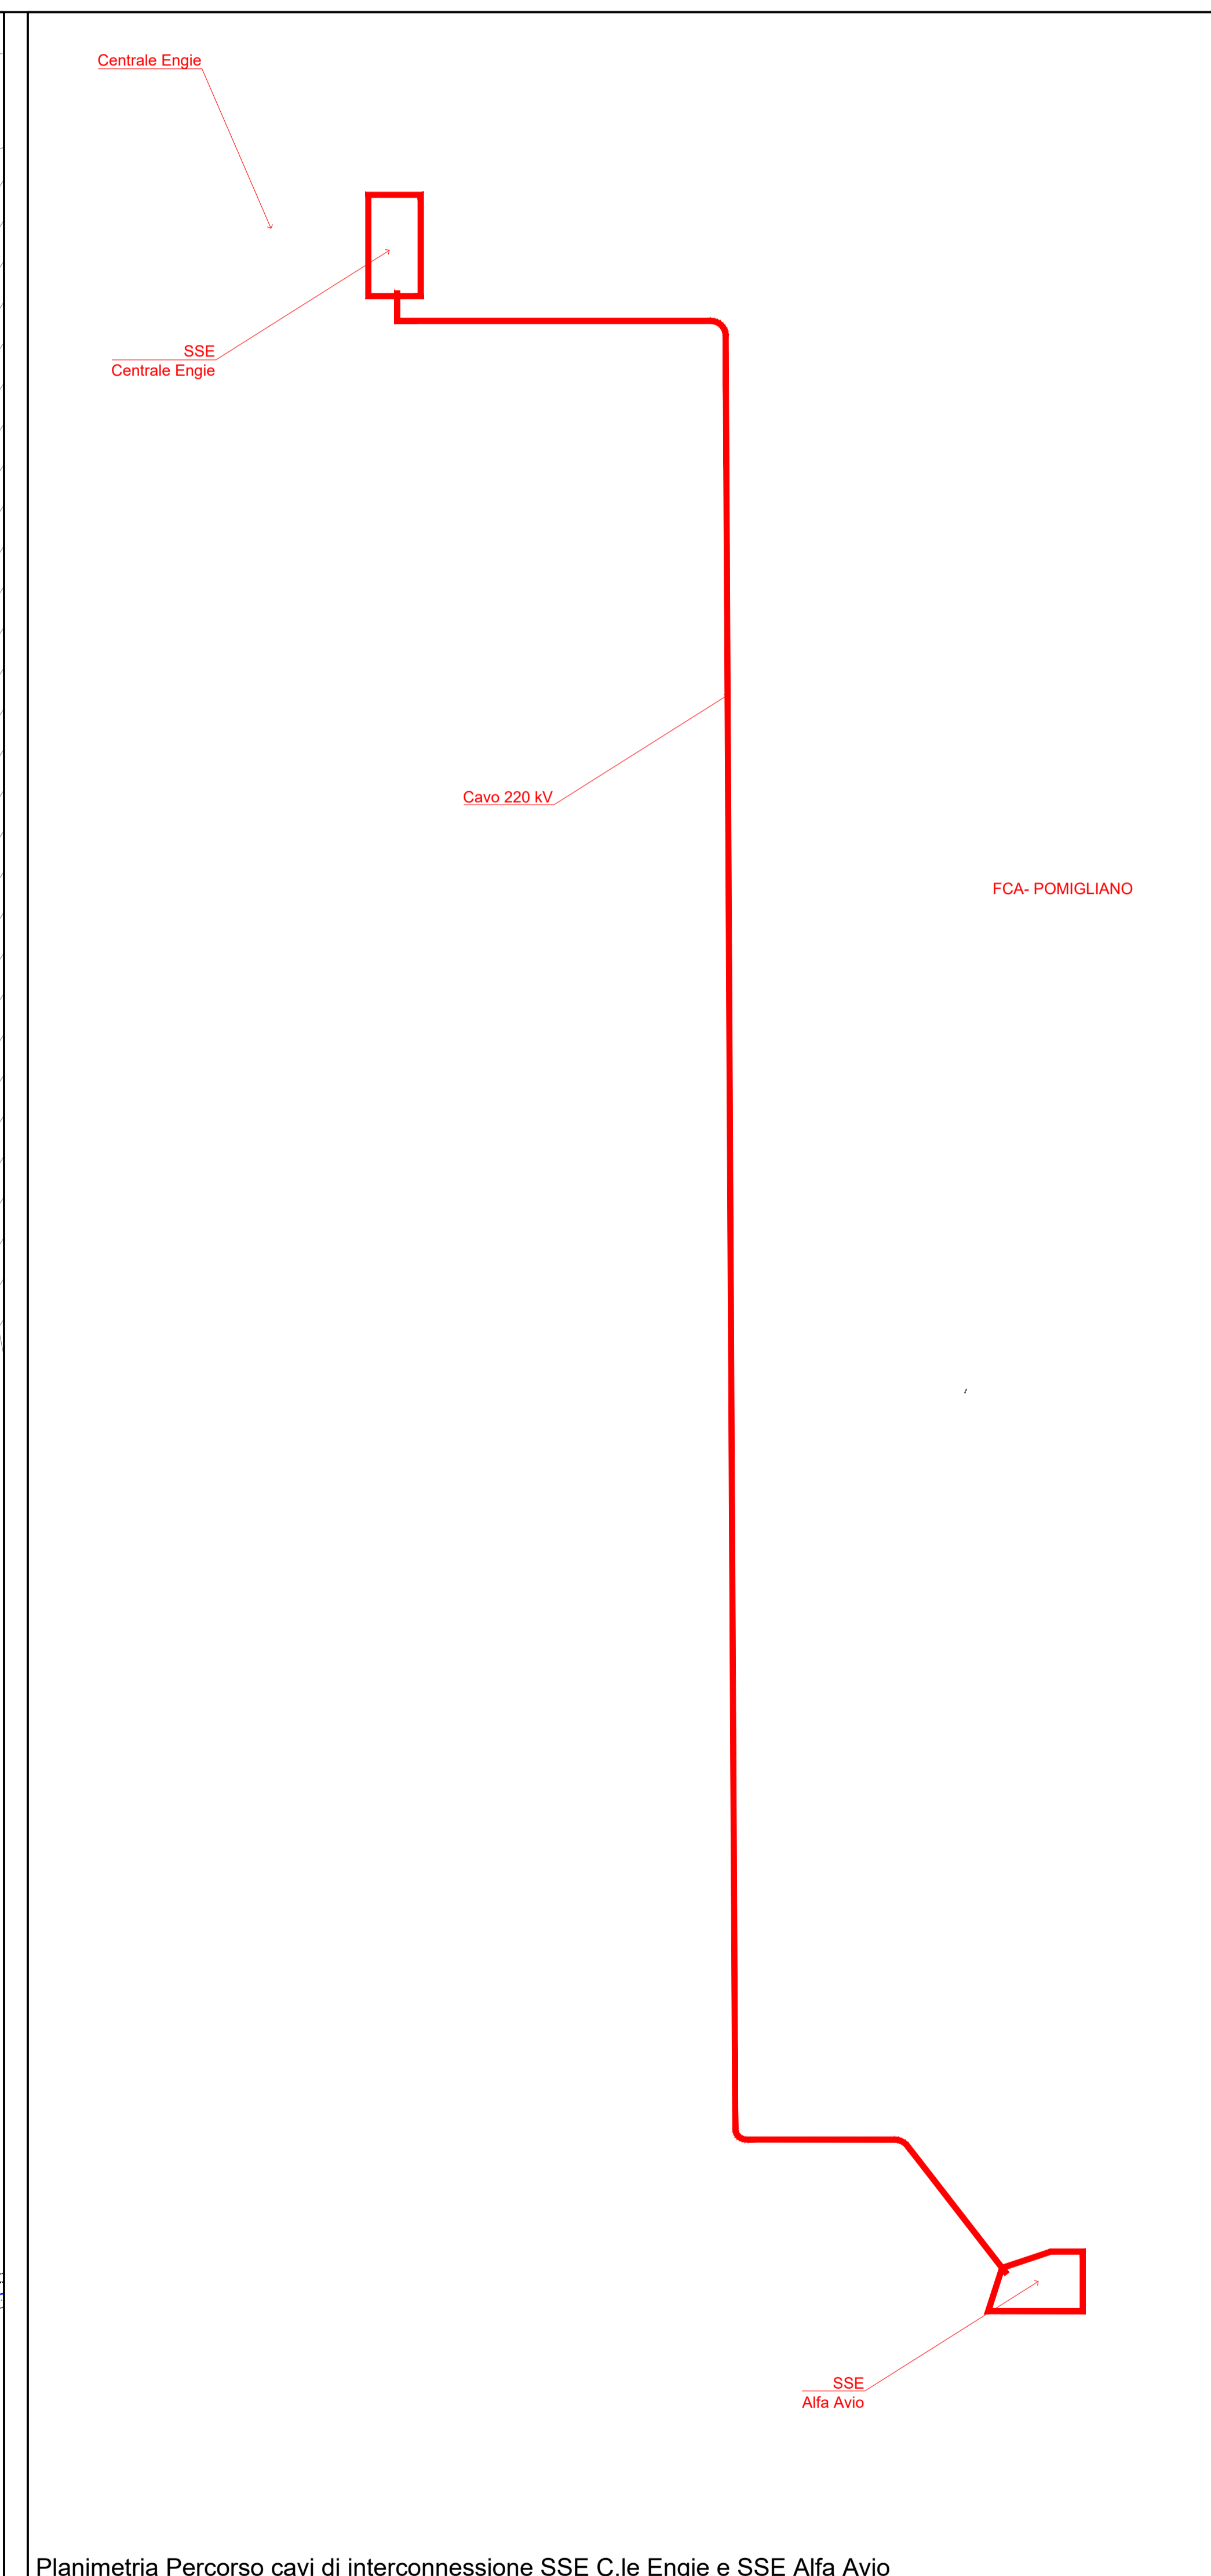 Centrale Engie
SSE
Centrale Engie
Cavo 220 kV
FCA- POMIGLIANO
SSE
Alfa Avio
Planimetria Percorso cavi di interconnessione SSE C.le Engie e SSE Alfa Avio